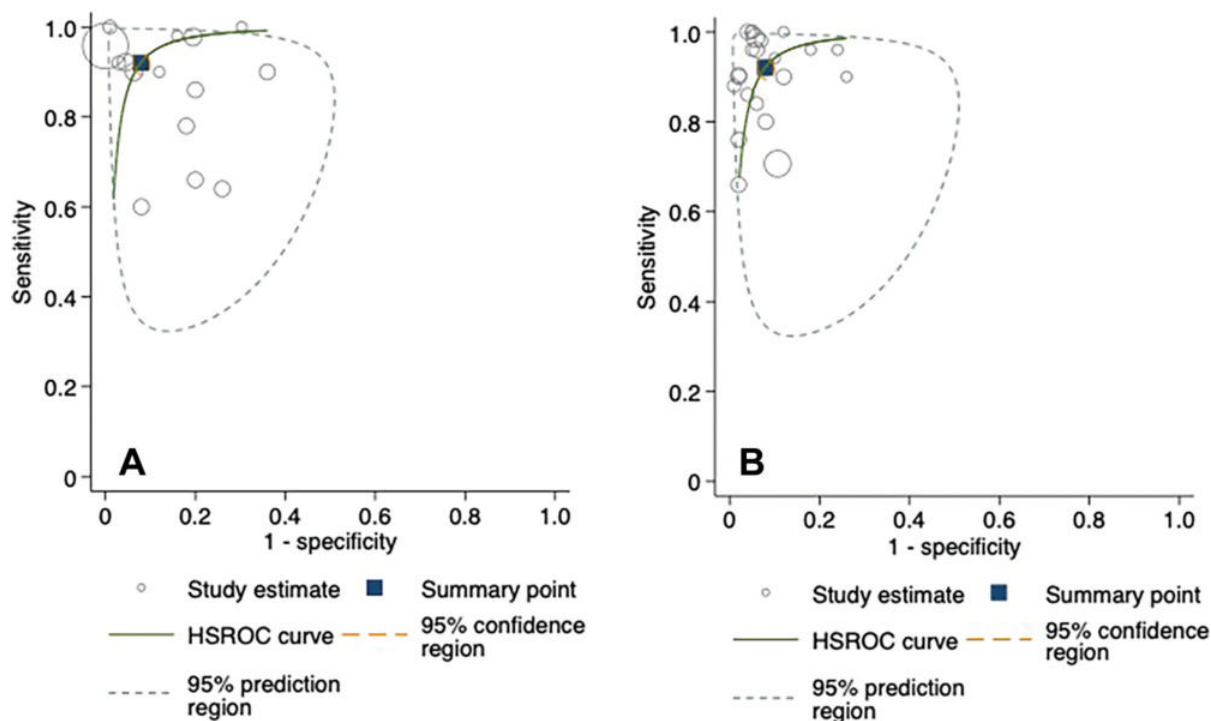 1.0
0.8
0.6
0.4
0.2
0
Sensitivity
A
0 0.2 0.4 0.6 0.8 1.0
1 - specificity
Study estimate Summary point
HSROC curve 95% confidence
region
95% prediction
region
1.0
0.8
0.6
0.4
0.2
0
Sensitivity
B
0 0.2 0.4 0.6 0.8 1.0
1 - specificity
Study estimate Summary point
HSROC curve 95% confidence
region
95% prediction
region